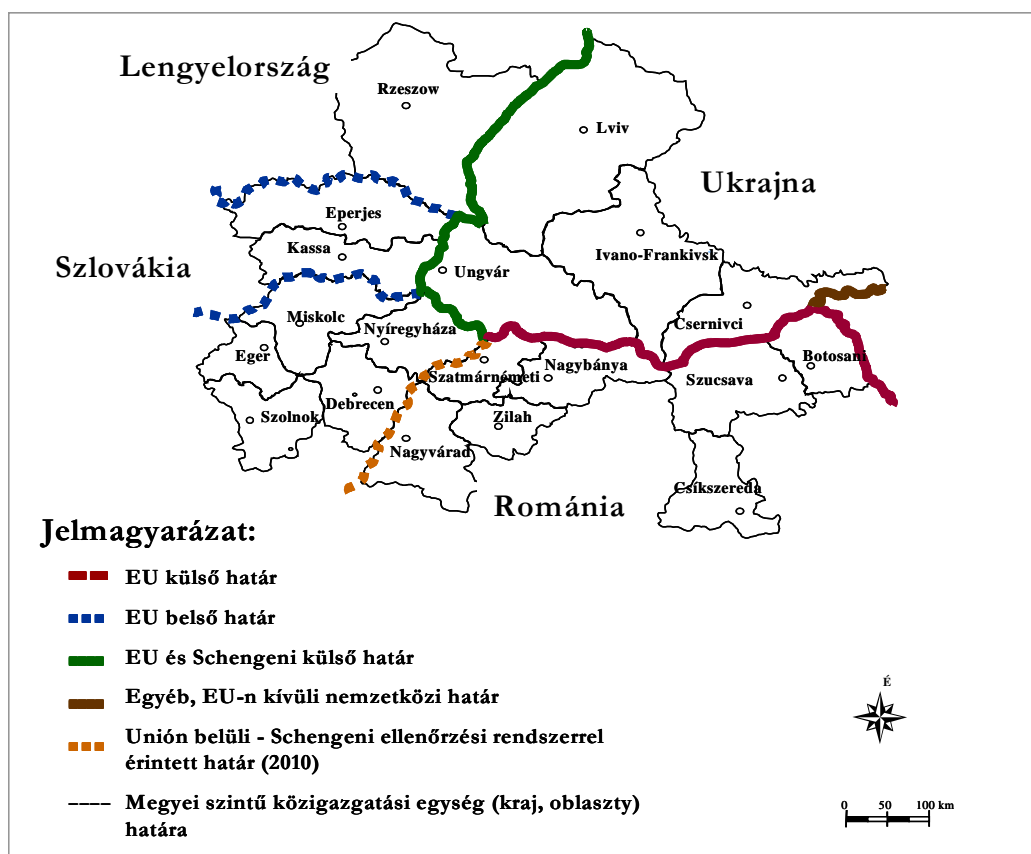 Lengyelország
Rzeszow
Lviv
Ukrajna
Eperjes
Kassa
Ivano-Frankivsk
Szlovákia
Ungvár
Miskolc
Nyíregyháza
Csernivci
Eger
Szatmárnémeti
Nagybánya
Szucsava
Botosani
Debrecen
Szolnok
Zilah
Nagyvárad
Csíkszereda
Románia
Jelmagyarázat:
EU külső határ
EU belső határ
EU és Schengeni külső határ
Egyéb, EU-n kívüli nemzetközi határ
Unión belüli - Schengeni ellenőrzési rendszerrel
érintett határ (2010)
Megyei szintű közigazgatási egység (kraj, oblaszty)
határa
É
0 50 100 km